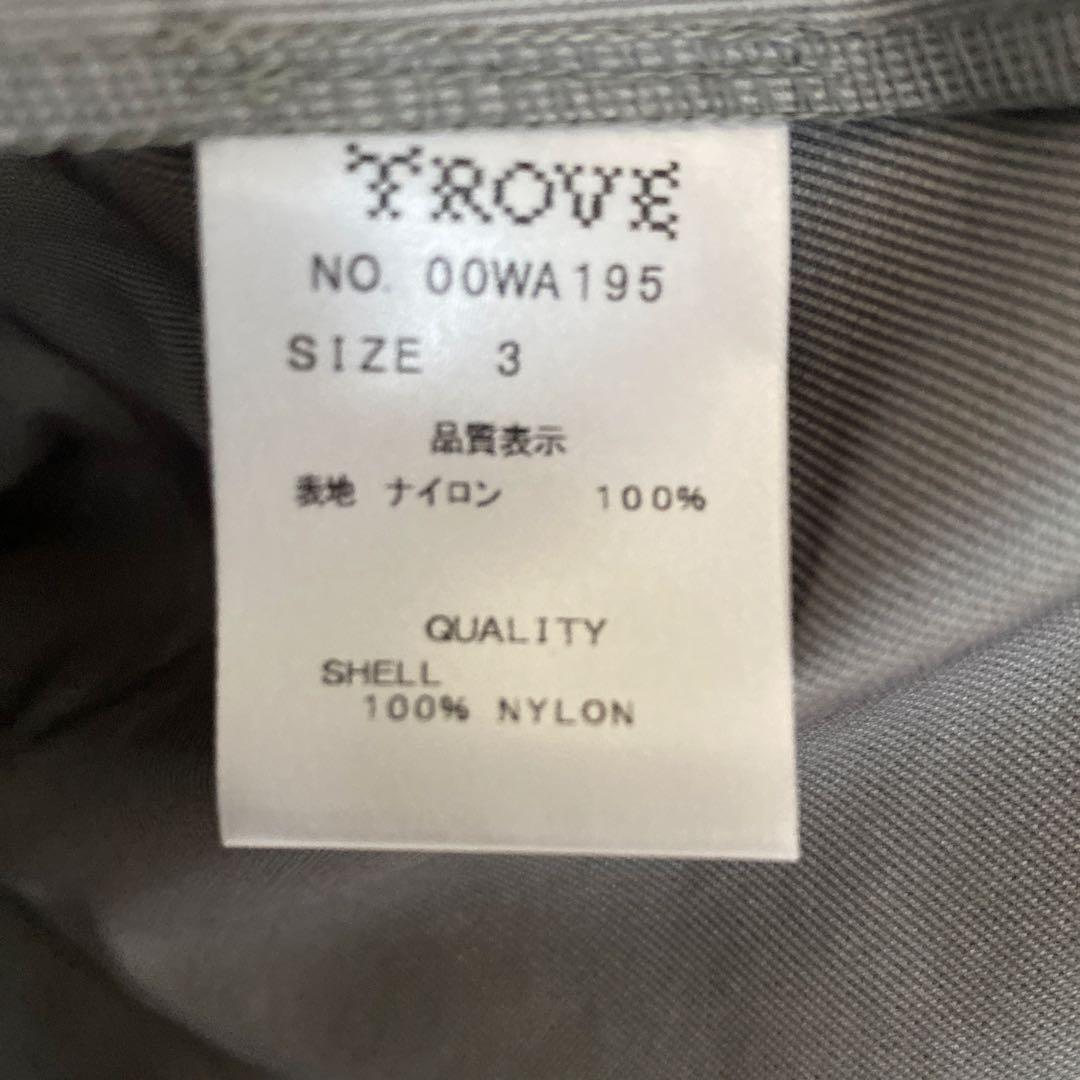 TROVE
NO. 00WA195
SIZE 3
品質表示
表地 ナイロン 100%
QUALITY
SHELL
100% NYLON